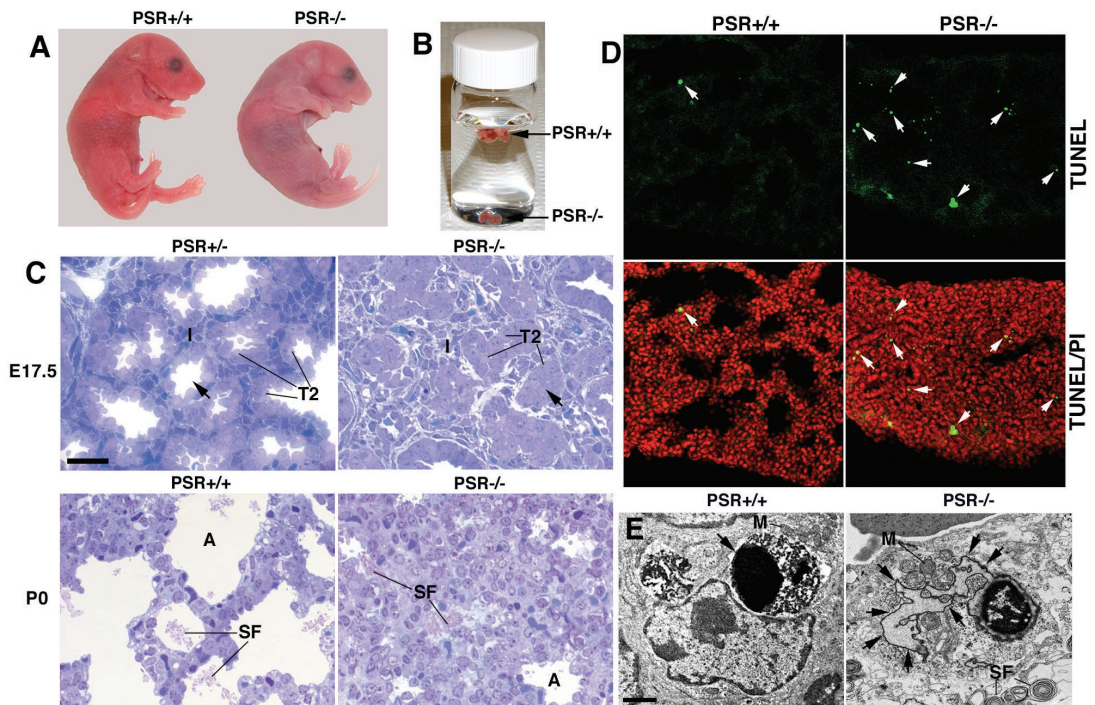 PSR+/+
PSR-/-
A
B
PSR+/+
PSR-/-
C
PSR+/-
PSR-/-
E17.5
I
T2
I
T2
PSR+/+
PSR-/-
P0
A
SF
SF
A
D
PSR+/+
PSR-/-
TUNEL
TUNEL/PI
E
PSR+/+
PSR-/-
M
M
SF